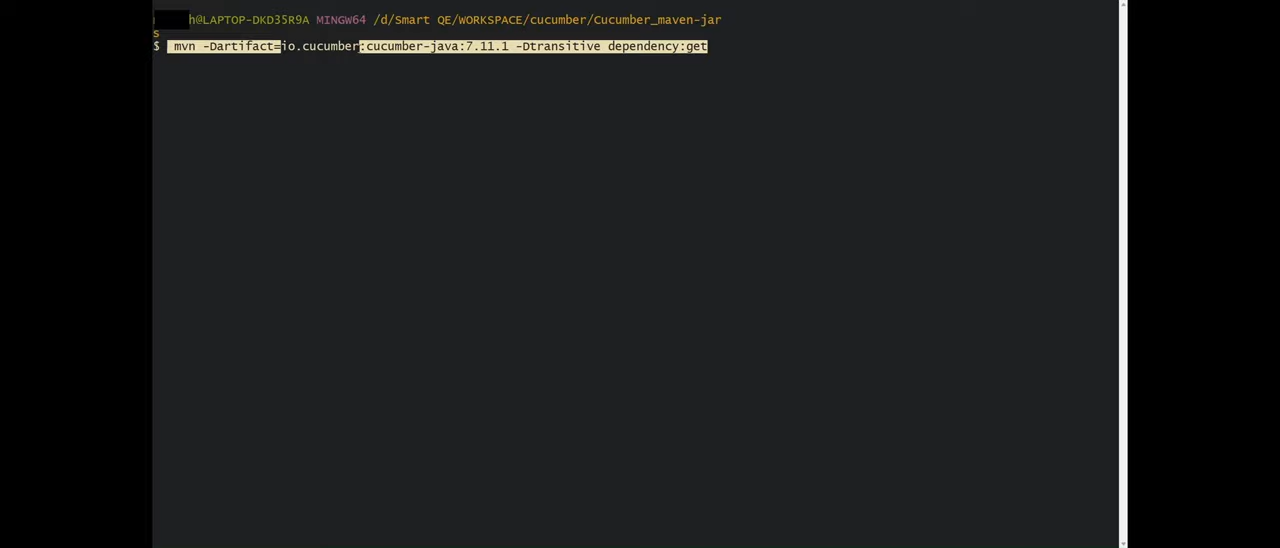 h@LAPTOP-DKD35R9A MINGW64 /d/Smart QE/WORKSPACE/cucumber/Cucumber_maven-jar
s
$  mvn -Dartifact=io.cucumber:cucumber-java:7.11.1 -Dtransitive dependency:get